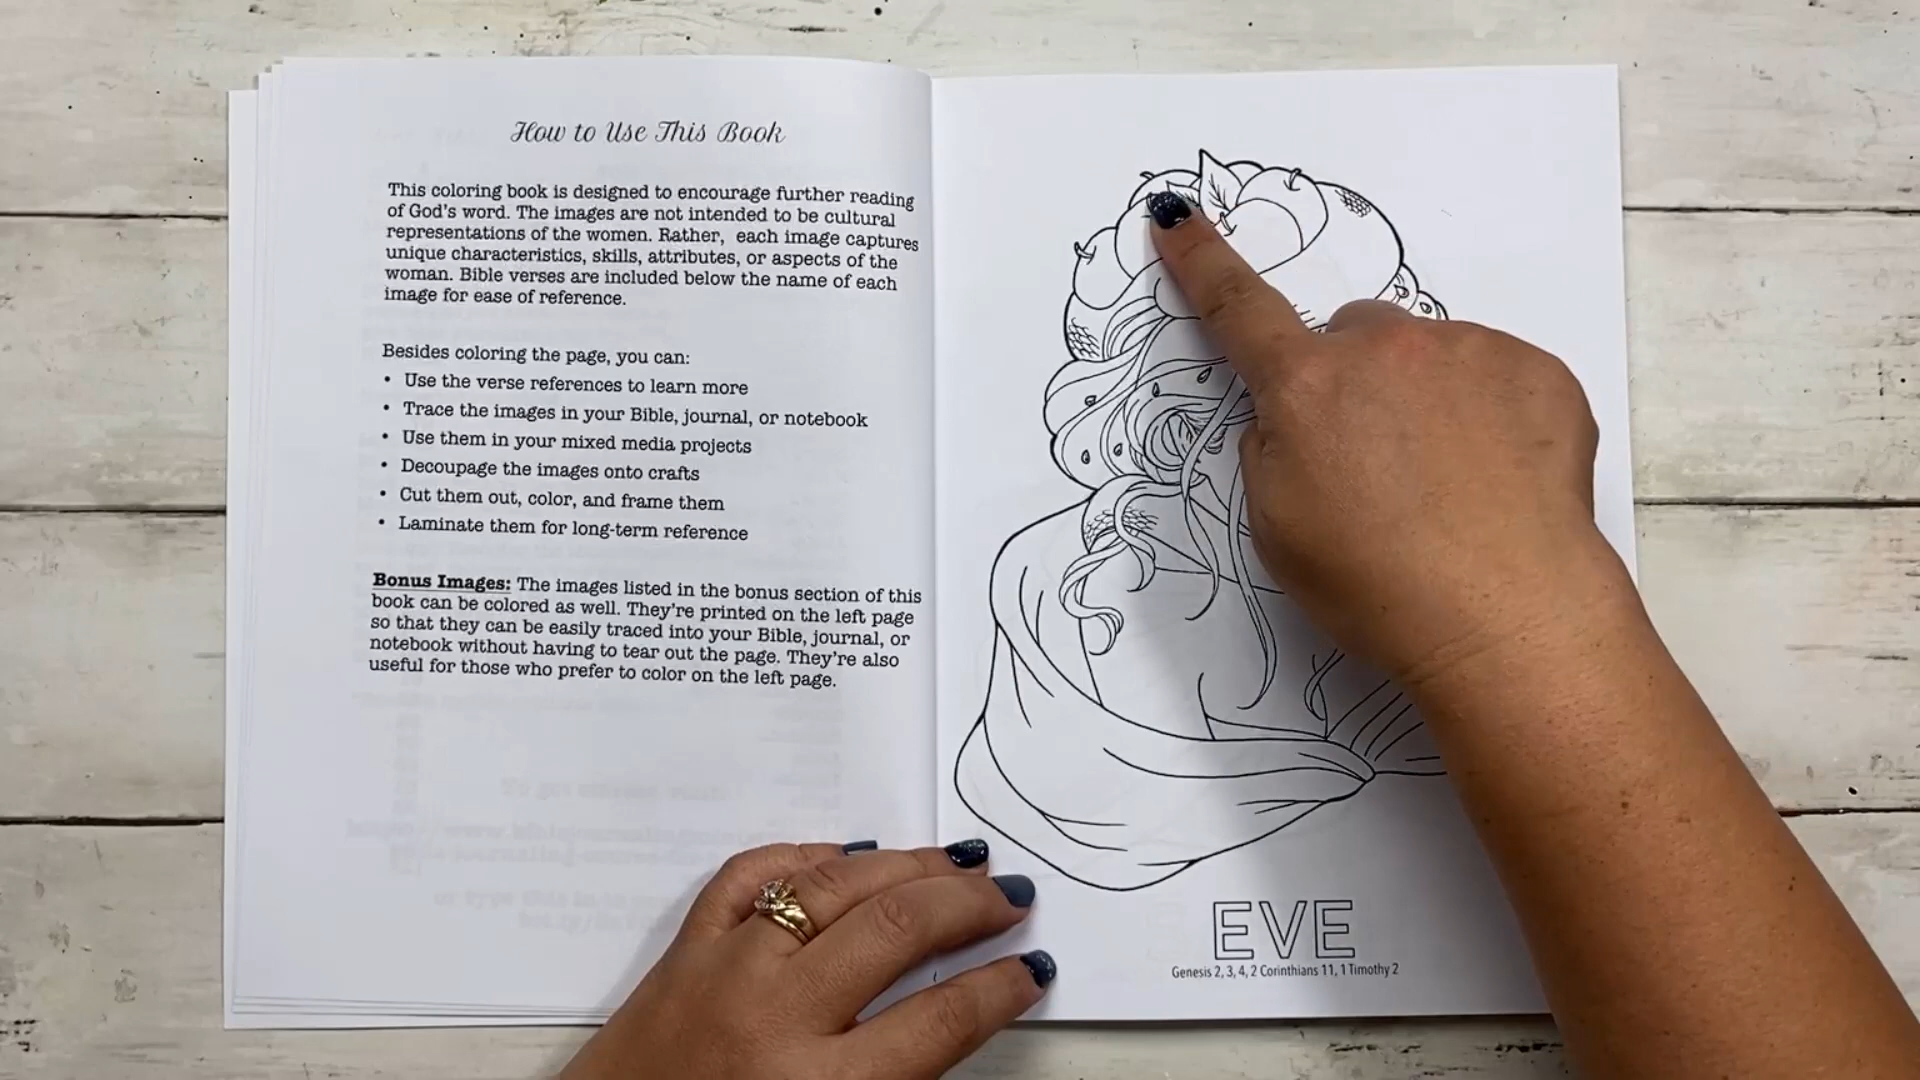 How to Use This Book
This coloring book is designed to encourage further reading
of God's word. The images are not intended to be cultural
representations of the women. Rather, each image captures
unique characteristics, skills, attributes, or aspects of the
woman. Bible verses are included below the name of each
image for ease of reference.
Besides coloring the page, you can:
• Use the verse references to learn more
• Trace the images in your Bible, journal, or notebook
• Use them in your mixed media projects
• Decoupage the images onto crafts
• Cut them out, color, and frame them
• Laminate them for long-term reference
Bonus Images: The images listed in the bonus section of this
book can be colored as well. They're printed on the left page
so that they can be easily traced into your Bible, journal, or
notebook without having to tear out the page. They're also
useful for those who prefer to color on the left page.
EVE
Genesis 2, 3, 4, 2 Corinthians 11, 1 Timothy 2